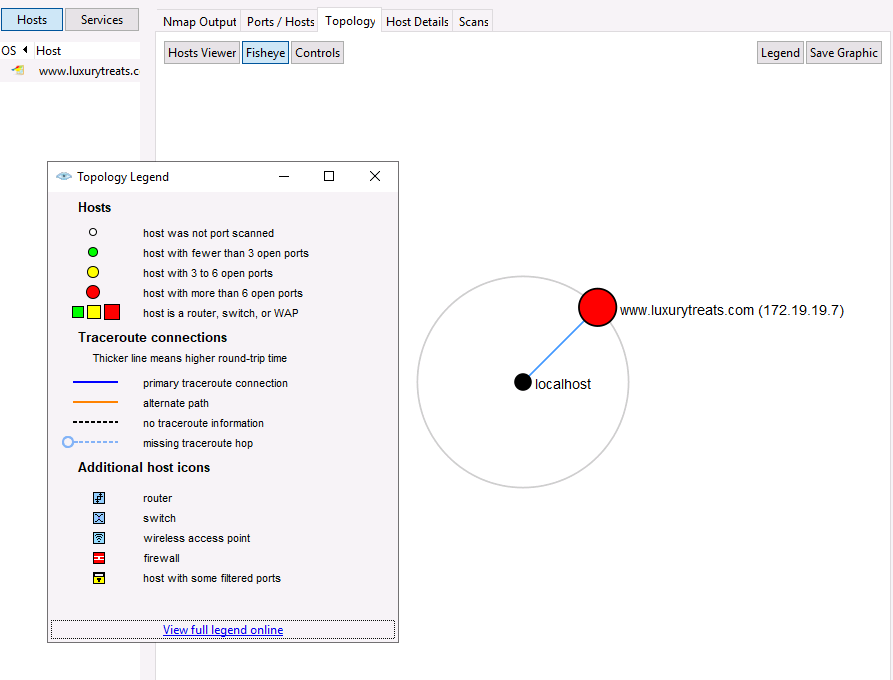 Hosts Services
Nmap Output Ports / Hosts Topology Host Details Scans
OS Host
www.luxurytreats.c
Hosts Viewer Fisheye Controls Legend Save Graphic
Topology Legend
Hosts
host was not port scanned
host with fewer than 3 open ports
host with 3 to 6 open ports
host with more than 6 open ports
host is a router, switch, or WAP
Traceroute connections
Thicker line means higher round-trip time
primary traceroute connection
alternate path
no traceroute information
missing traceroute hop
Additional host icons
router
switch
wireless access point
firewall
host with some filtered ports
View full legend online
www.luxurytreats.com (172.19.19.7)
localhost